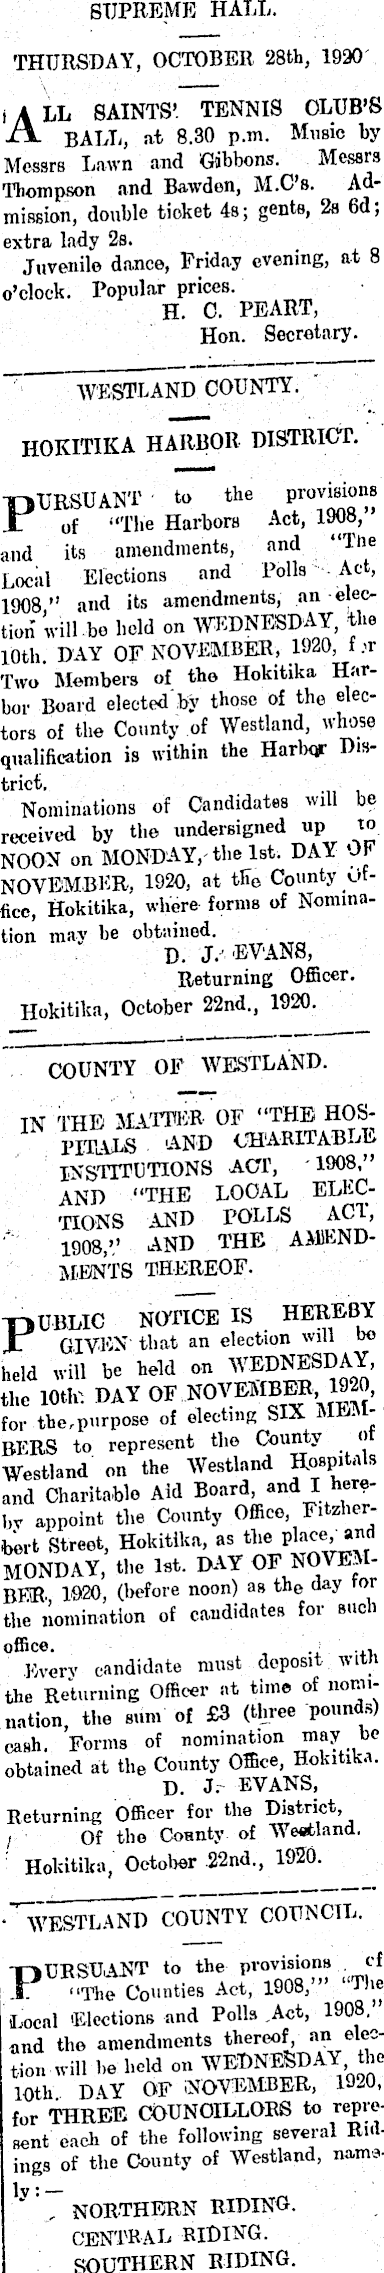 SUPREME HALL.
THURSDAY, OCTOBER 28th, 1920
ALL SAINTS' TENNIS CLUB'S
BALL, at 8.30 p.m. Music by
Messrs Lawn and Gibbons. Messrs
Thompson and Bawden, M.C's. Ad-
mission, double ticket 4s; gents, 2s 6d;
extra lady 2s.
Juvenile dance, Friday evening, at 8
o'clock. Popular prices.
H. C. PEART,
Hon. Secretary.
WESTLAND COUNTY.
HOKITIKA HARBOR DISTRICT.
PURSUANT to the provisions
of "The Harbors Act, 1908,"
and its amendments, and "The
Local Elections and Polls Act,
1908," and its amendments, an elec-
tion will be held on WEDNESDAY, the
10th. DAY OF NOVEMBER, 1920, f r
Two Members of the Hokitika Har-
bor Board elected by those of the elec-
tors of the County of Westland, whose
qualification is within the Harbor Dis-
trict.
Nominations of Candidates will be
received by the undersigned up to
NOON on MONDAY, the 1st. DAY OF
NOVEMBER, 1920, at the County Of-
fice, Hokitika, where forms of Nomina-
tion may be obtained.
D. J. EVANS,
Returning Officer.
Hokitika, October 22nd., 1920.
COUNTY OF WESTLAND.
IN THE MATTER OF "THE HOS-
PITALS AND CHARITABLE
INSTITUTIONS ACT, 1908,"
AND "THE LOCAL ELEC-
TIONS AND POLLS ACT,
1908," AND THE AMEND-
MENTS THEREOF.
PUBLIC NOTICE IS HEREBY
GIVEN that an election will be
held will be held on WEDNESDAY,
the 10th. DAY OF NOVEMBER, 1920,
for the purpose of electing SIX MEM-
BERS to represent the County of
Westland on the Westland Hospitals
and Charitable Aid Board, and I here-
by appoint the County Office, Fitzher-
bert Street, Hokitika, as the place, and
MONDAY, the 1st. DAY OF NOVEM-
BER, 1920, (before noon) as the day for
the nomination of candidates for such
office.
Every candidate must deposit with
the Returning Officer at time of nomi-
nation, the sum of £3 (three pounds)
cash. Forms of nomination may be
obtained at the County Office, Hokitika.
D. J. EVANS,
Returning Officer for the District,
Of the County of Westland.
Hokitika, October 22nd., 1920.
WESTLAND COUNTY COUNCIL.
PURSUANT to the provisions of
"The Counties Act, 1908,'" "The
Local Elections and Polls Act, 1908,"
and the amendments thereof, an elec-
tion will be held on WEDNESDAY, the
10th. DAY OF NOVEMBER, 1920,
for THREE COUNCILLORS to repre-
sent each of the following several Rid-
ings of the County of Westland, name-
ly:—
NORTHERN RIDING.
CENTRAL RIDING.
SOUTHERN RIDING.